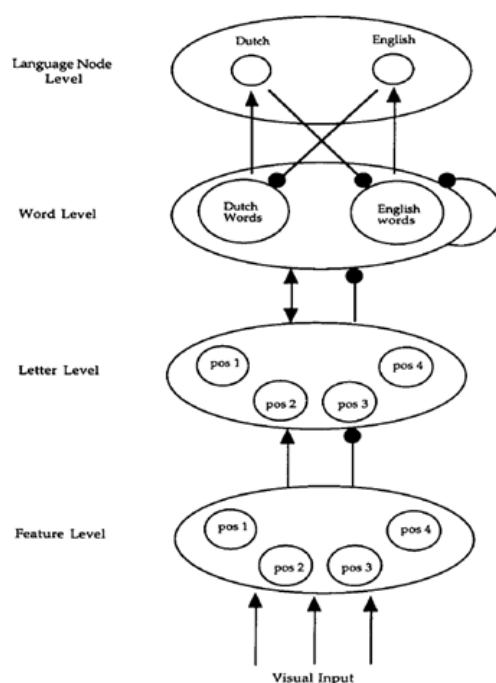 Dutch English
Language Node
Level
Word Level
Dutch
Words
English
words
Letter Level
pos 1 pos 4
pos 2 pos 3
Feature Level
pos 1 pos 4
pos 2 pos 3
Visual Input